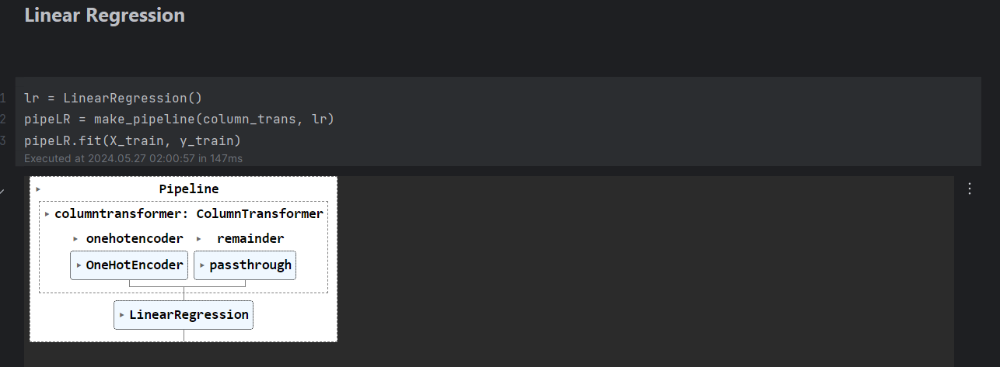 Linear Regression
1 lr = LinearRegression()
2 pipeLR = make_pipeline(column_trans, lr)
3 pipeLR.fit(X_train, y_train)
Executed at 2024.05.27 02:00:57 in 147ms
Pipeline
columntransformer: ColumnTransformer
onehotencoder remainder
OneHotEncoder passthrough
LinearRegression